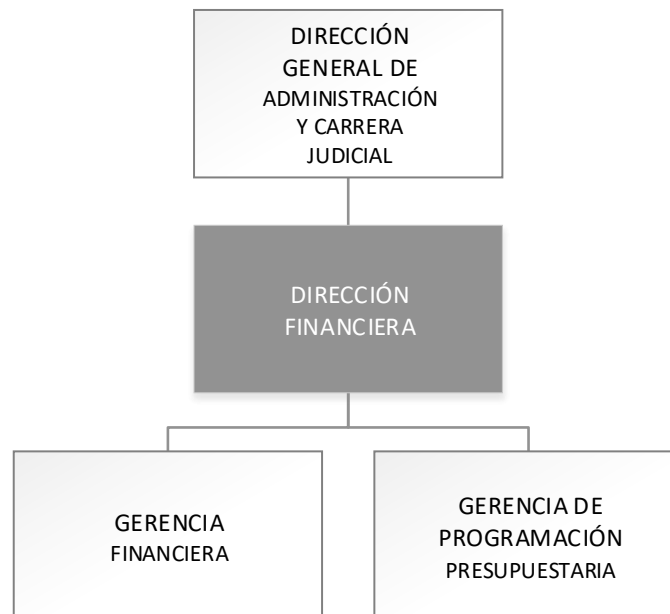 DIRECCIÓN
GENERAL DE
ADMINISTRACIÓN
Y CARRERA
JUDICIAL
DIRECCIÓN
FINANCIERA
GERENCIA
FINANCIERA
GERENCIA DE
PROGRAMACIÓN
PRESUPUESTARIA